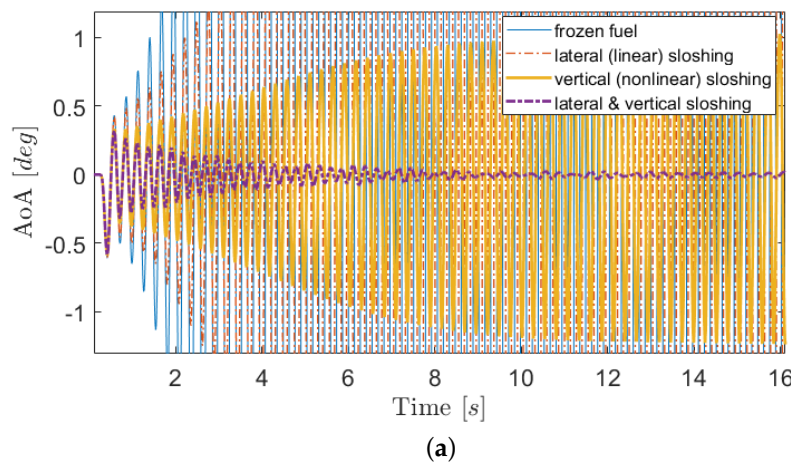 1
0.5
0
-0.5
-1
AoA [deg]
frozen fuel
lateral (linear) sloshing
vertical (nonlinear) sloshing
lateral & vertical sloshing
2 4 6 8 10 12 14 16
Time [s]
(a)